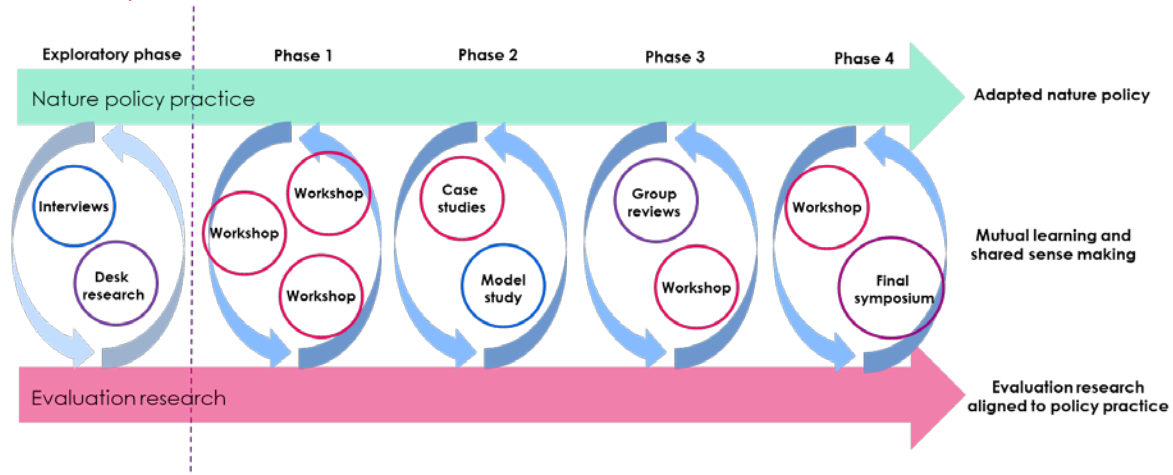 Exploratory phase
Phase 1
Phase 2
Phase 3
Phase 4
Nature policy practice
Adapted nature policy
Interviews
Desk
research
Workshop
Workshop
Workshop
Case
studies
Model
study
Group
reviews
Workshop
Workshop
Final
symposium
Mutual learning and
shared sense making
Evaluation research
Evaluation research
aligned to policy practice